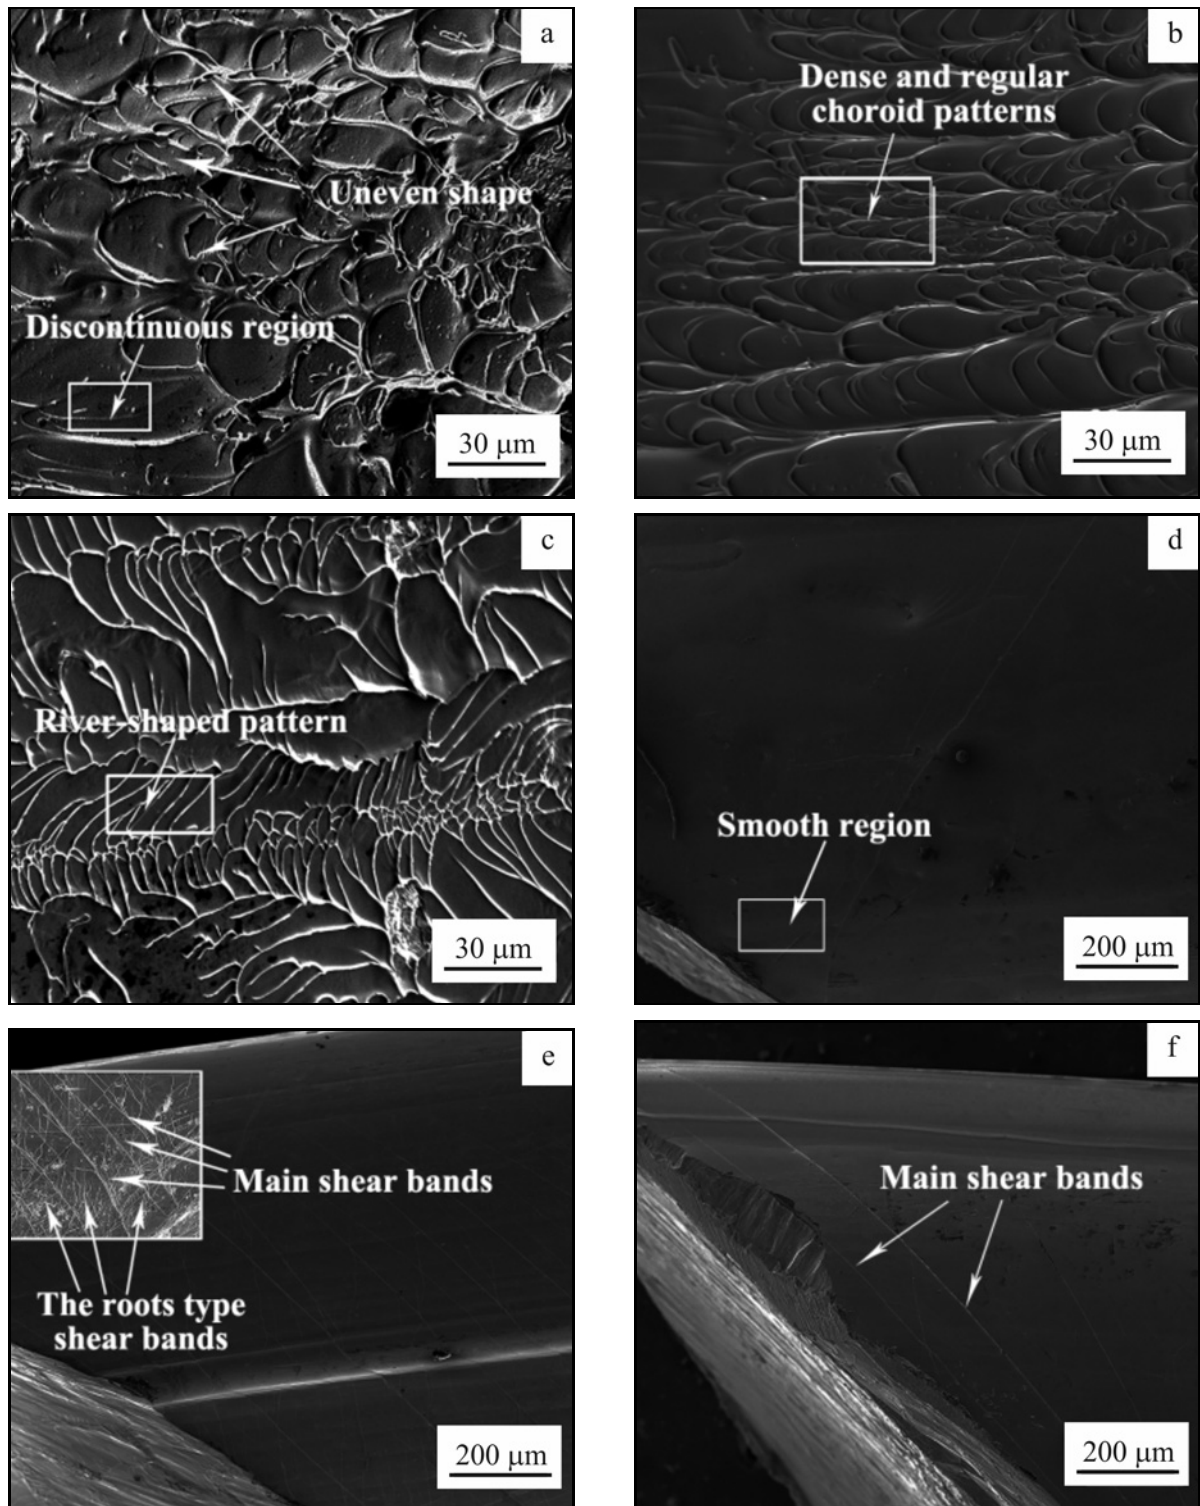 a
Uneven shape
Discontinuous region
30 µm
b
Dense and regular
choroid patterns
30 µm
c
River-shaped pattern
30 µm
d
Smooth region
200 µm
e
Main shear bands
The roots type
shear bands
200 µm
f
Main shear bands
200 µm